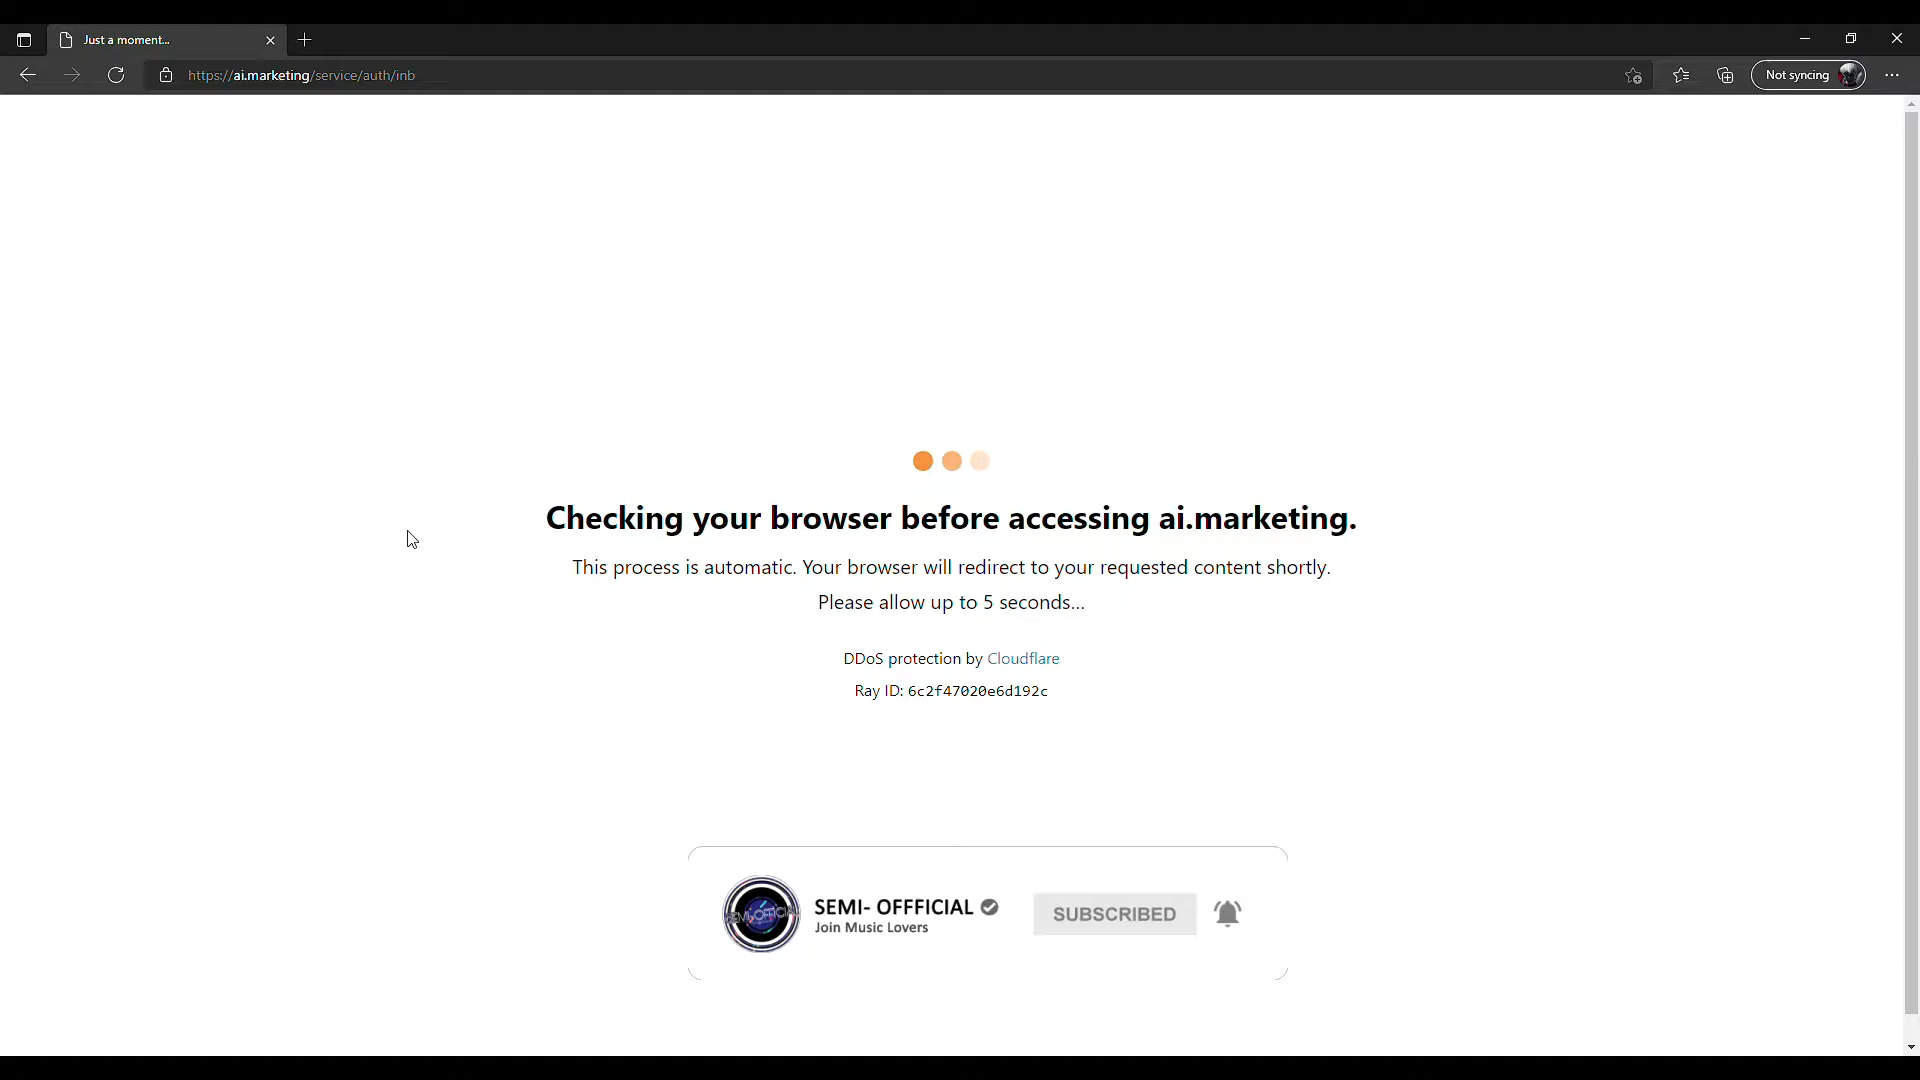 Just a moment...
https://ai.marketing/service/auth/inb
Not syncing
Checking your browser before accessing ai.marketing.
This process is automatic. Your browser will redirect to your requested content shortly.
Please allow up to 5 seconds...
DDoS protection by Cloudflare
Ray ID: 6c2f47020e6d192c
SEMI-OFFICIAL
SEMI- OFFFICIAL
Join Music Lovers
SUBSCRIBED